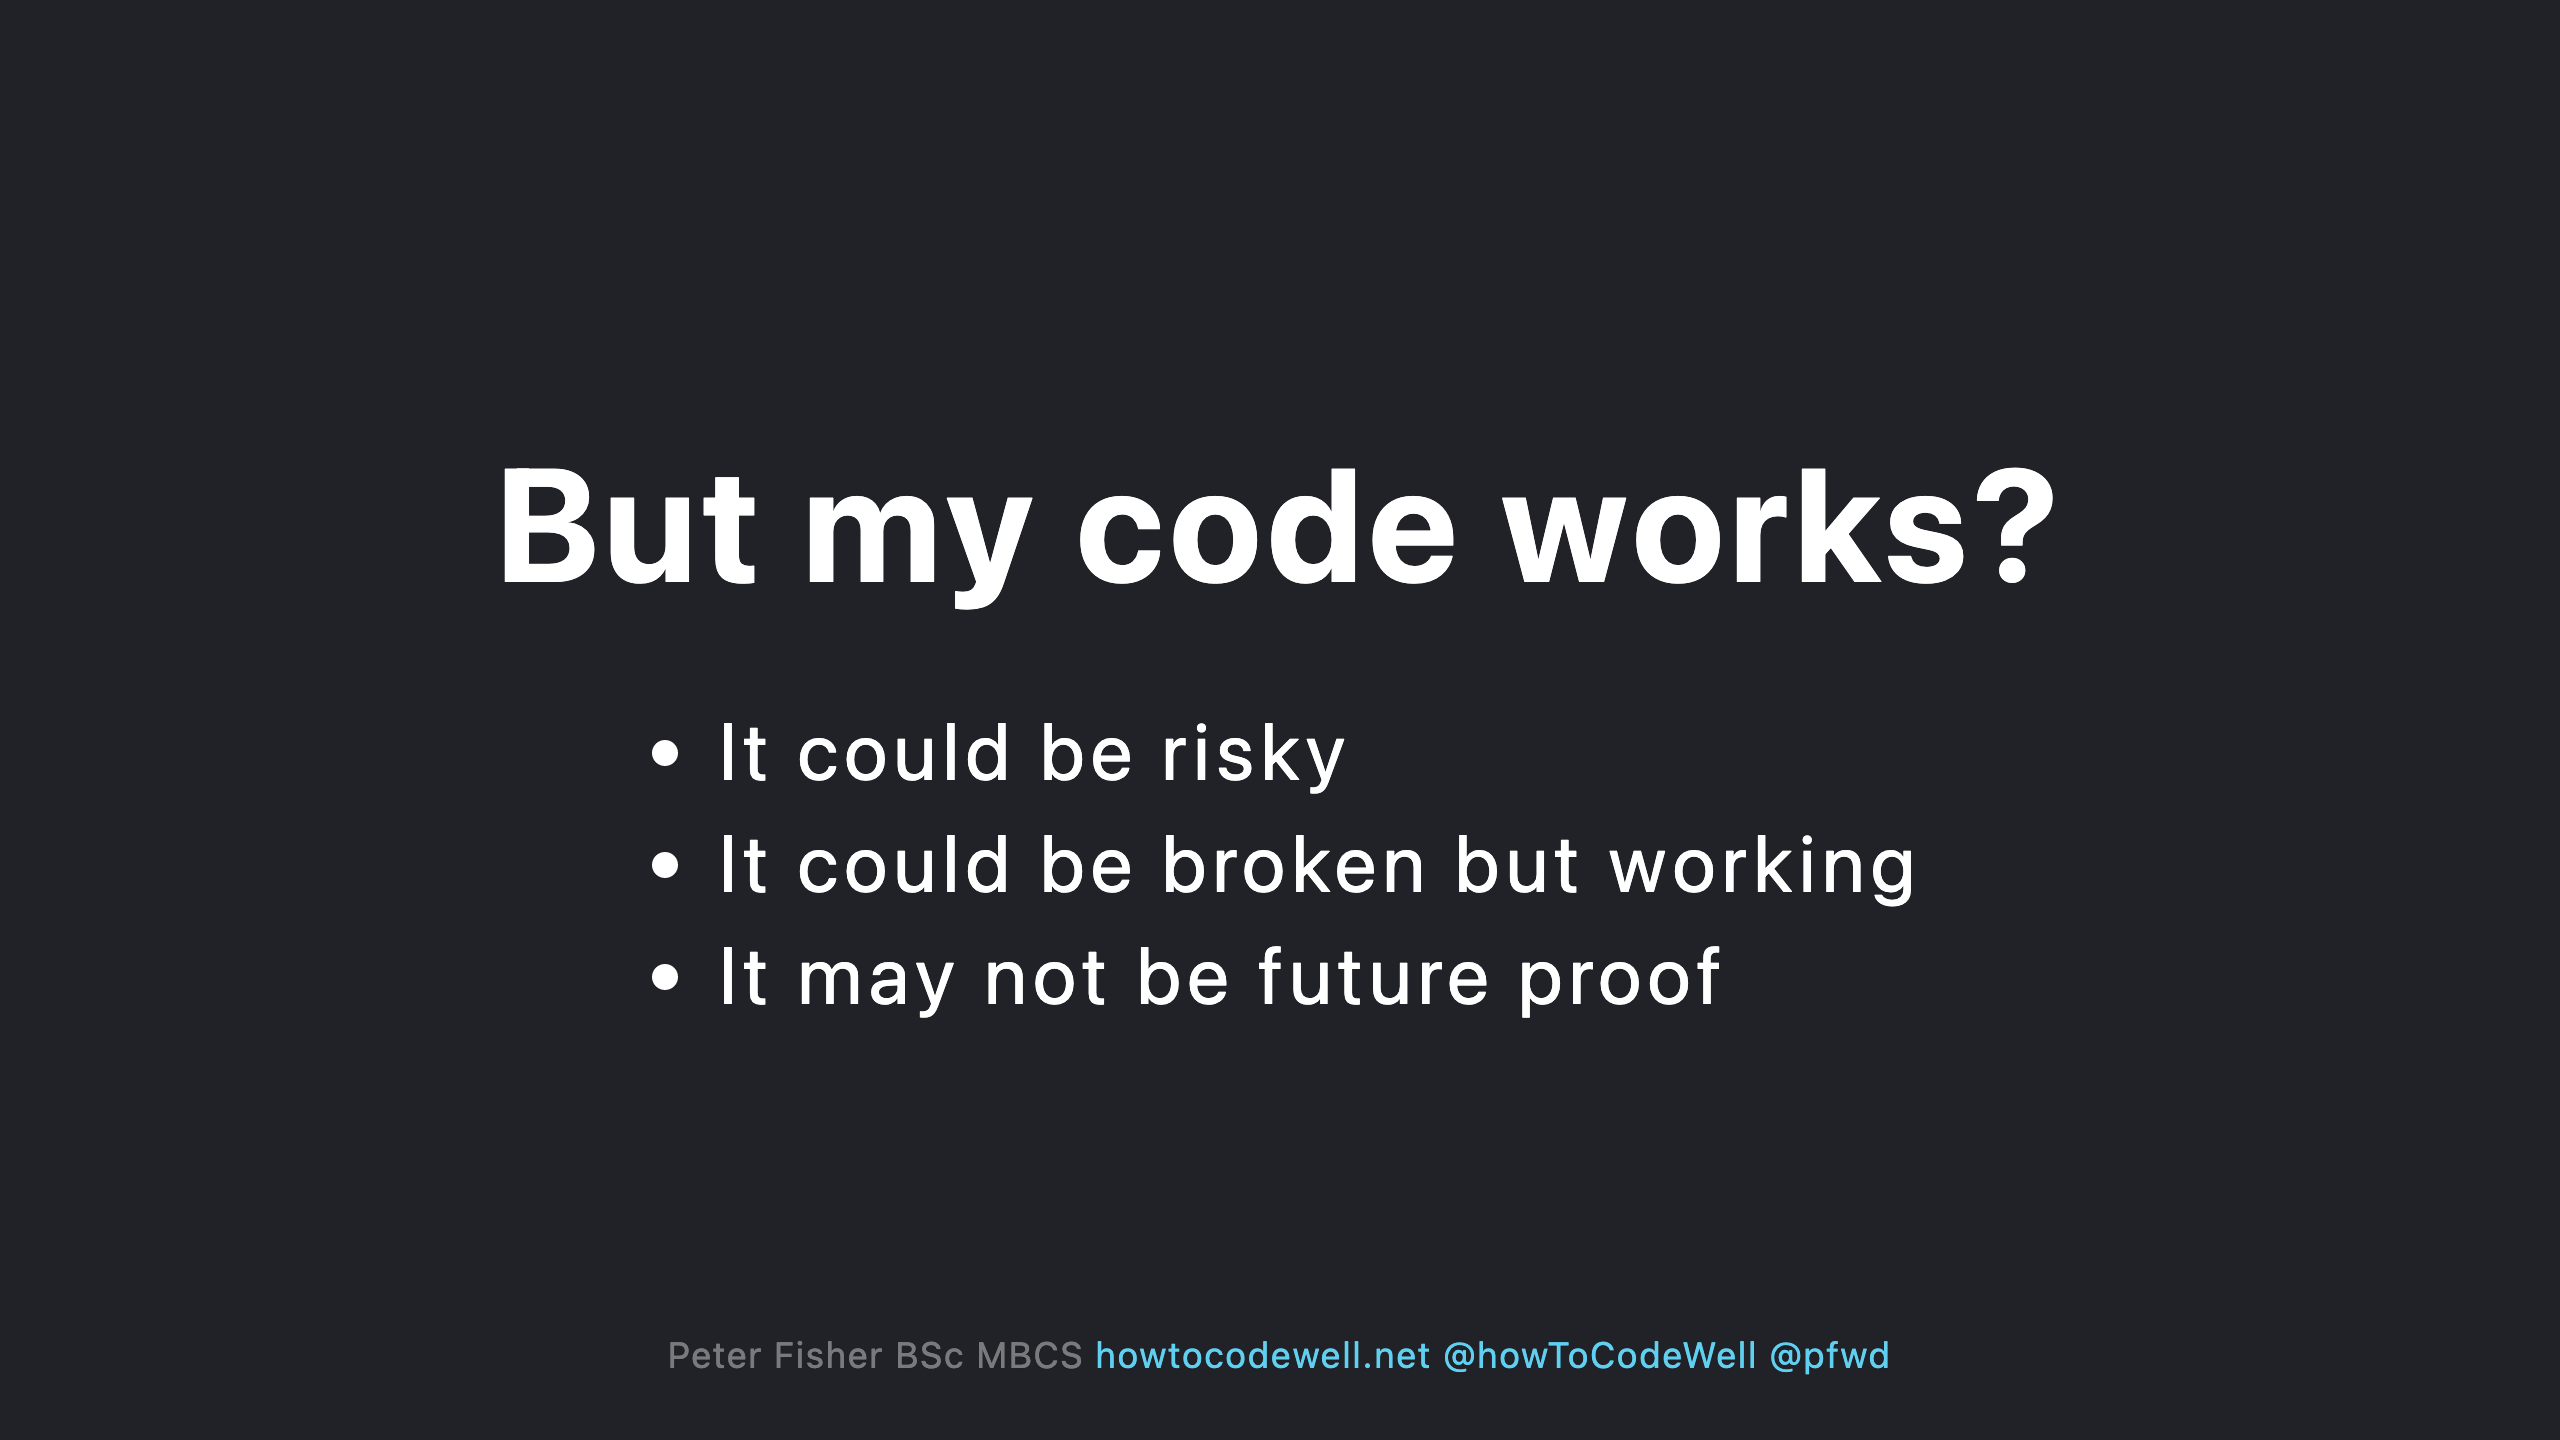 But my code works?
• It could be risky
• It could be broken but working
• It may not be future proof
Peter Fisher BSc MBCS howtocodewell.net @howToCodeWell @pfwd